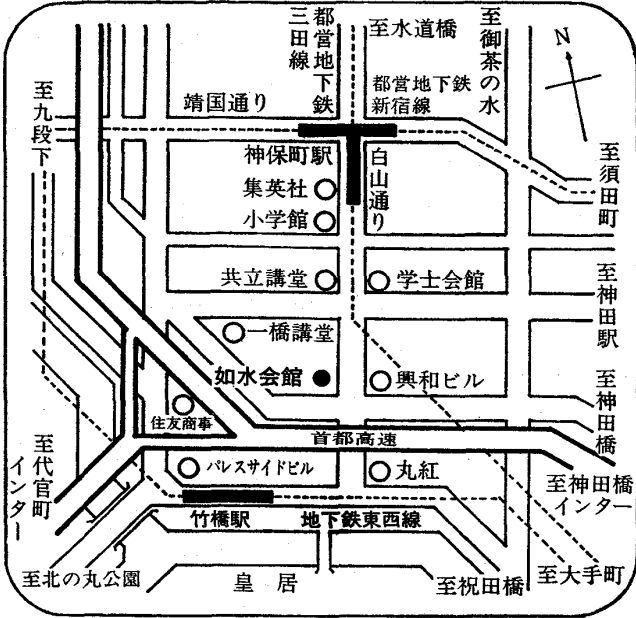 都営地下鉄
三田線
至水道橋
至御茶の水
N
至九段下
靖国通り
都営地下鉄
新宿線
神保町駅
白山通り
至須田町
集英社
小学館
共立講堂
学士会館
至神田駅
一橋講堂
如水会館
興和ビル
至神田橋
住友商事
首都高速
至代官町
インター
パレスサイドビル
丸紅
至神田橋
インター
竹橋駅
地下鉄東西線
至北の丸公園
皇居
至祝田橋
至大手町